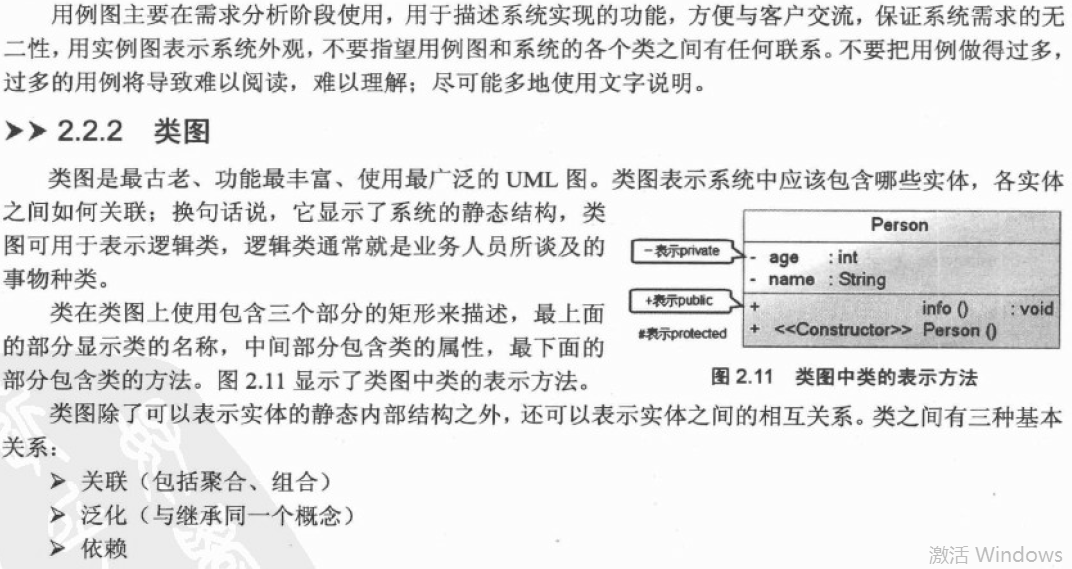 用例图主要在需求分析阶段使用，用于描述系统实现的功能，方便与客户交流，保证系统需求的无
二性，用实例图表示系统外观，不要指望用例图和系统的各个类之间有任何联系。不要把用例做得过多，
过多的用例将导致难以阅读，难以理解；尽可能多地使用文字说明。
➤➤ 2.2.2 类图
类图是最古老、功能最丰富、使用最广泛的 UML 图。类图表示系统中应该包含哪些实体，各实体
之间如何关联；换句话说，它显示了系统的静态结构，类
图可用于表示逻辑类，逻辑类通常就是业务人员所谈及的
事物种类。
类在类图上使用包含三个部分的矩形来描述，最上面
的部分显示类的名称，中间部分包含类的属性，最下面的
部分包含类的方法。图 2.11 显示了类图中类的表示方法。
Person
－表示private
- age : int
- name : String
+表示public
+ info () : void
+ <<Constructor>> Person ()
#表示protected
图 2.11 类图中类的表示方法
类图除了可以表示实体的静态内部结构之外，还可以表示实体之间的相互关系。类之间有三种基本
关系：
➤ 关联（包括聚合、组合）
➤ 泛化（与继承同一个概念）
➤ 依赖
激活 Windows